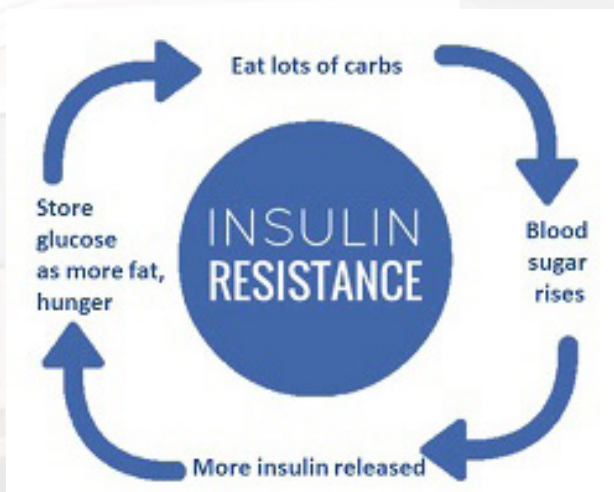 Eat lots of carbs
Blood
sugar
rises
More insulin released
Store
glucose
as more fat,
hunger
INSULIN
RESISTANCE